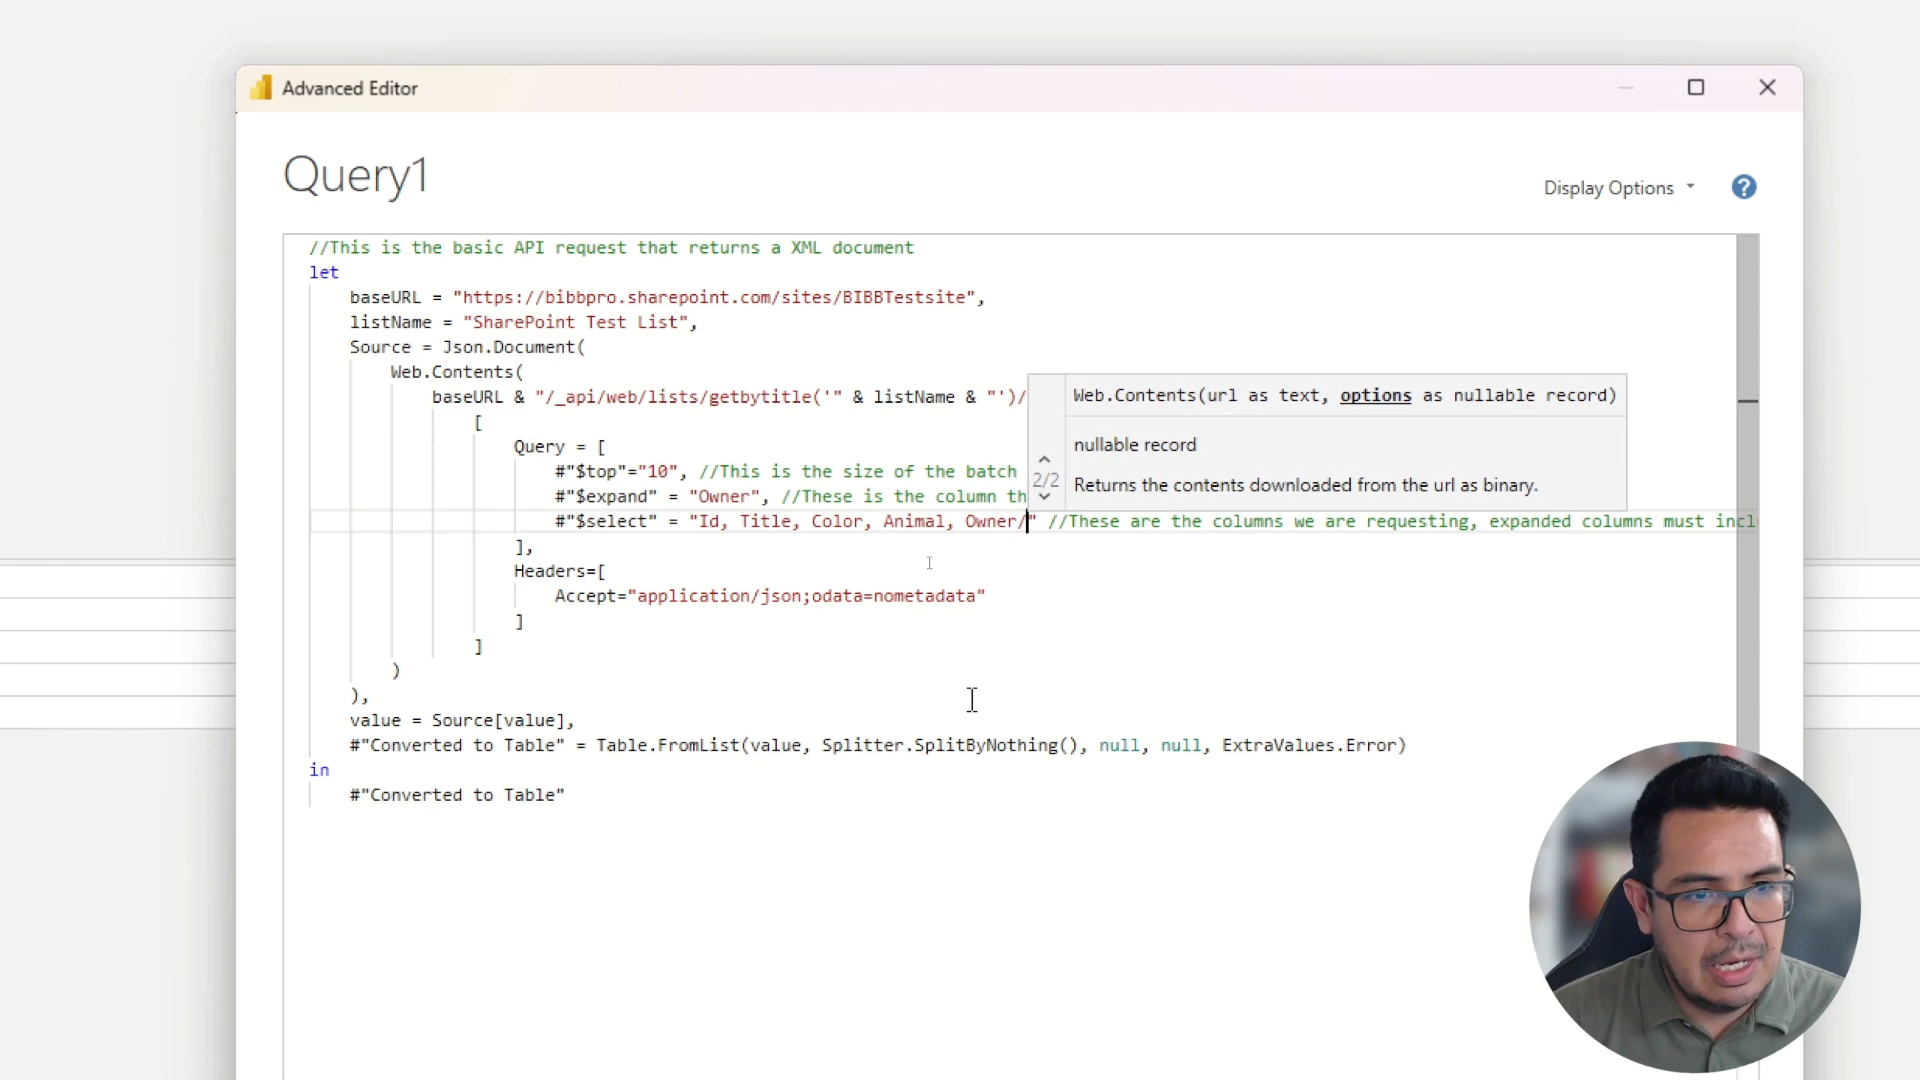 Advanced Editor
Query1
Display Options
//This is the basic API request that returns a XML document
let
baseURL = "https://bibbpro.sharepoint.com/sites/BIBBTestsite",
listName = "SharePoint Test List",
Source = Json.Document(
Web.Contents(
baseURL & "/_api/web/lists/getbytitle('" & listName & "')/
Web.Contents(url as text, options as nullable record)
[
Query = [
nullable record
#"$top"="10", //This is the size of the batch
2/2
Returns the contents downloaded from the url as binary.
#"$expand" = "Owner", //These is the column th
#"$select" = "Id, Title, Color, Animal, Owner/" //These are the columns we are requesting, expanded columns must incl
],
Headers=[
Accept="application/json;odata=nometadata"
]
]
)
),
value = Source[value],
#"Converted to Table" = Table.FromList(value, Splitter.SplitByNothing(), null, null, ExtraValues.Error)
in
#"Converted to Table"